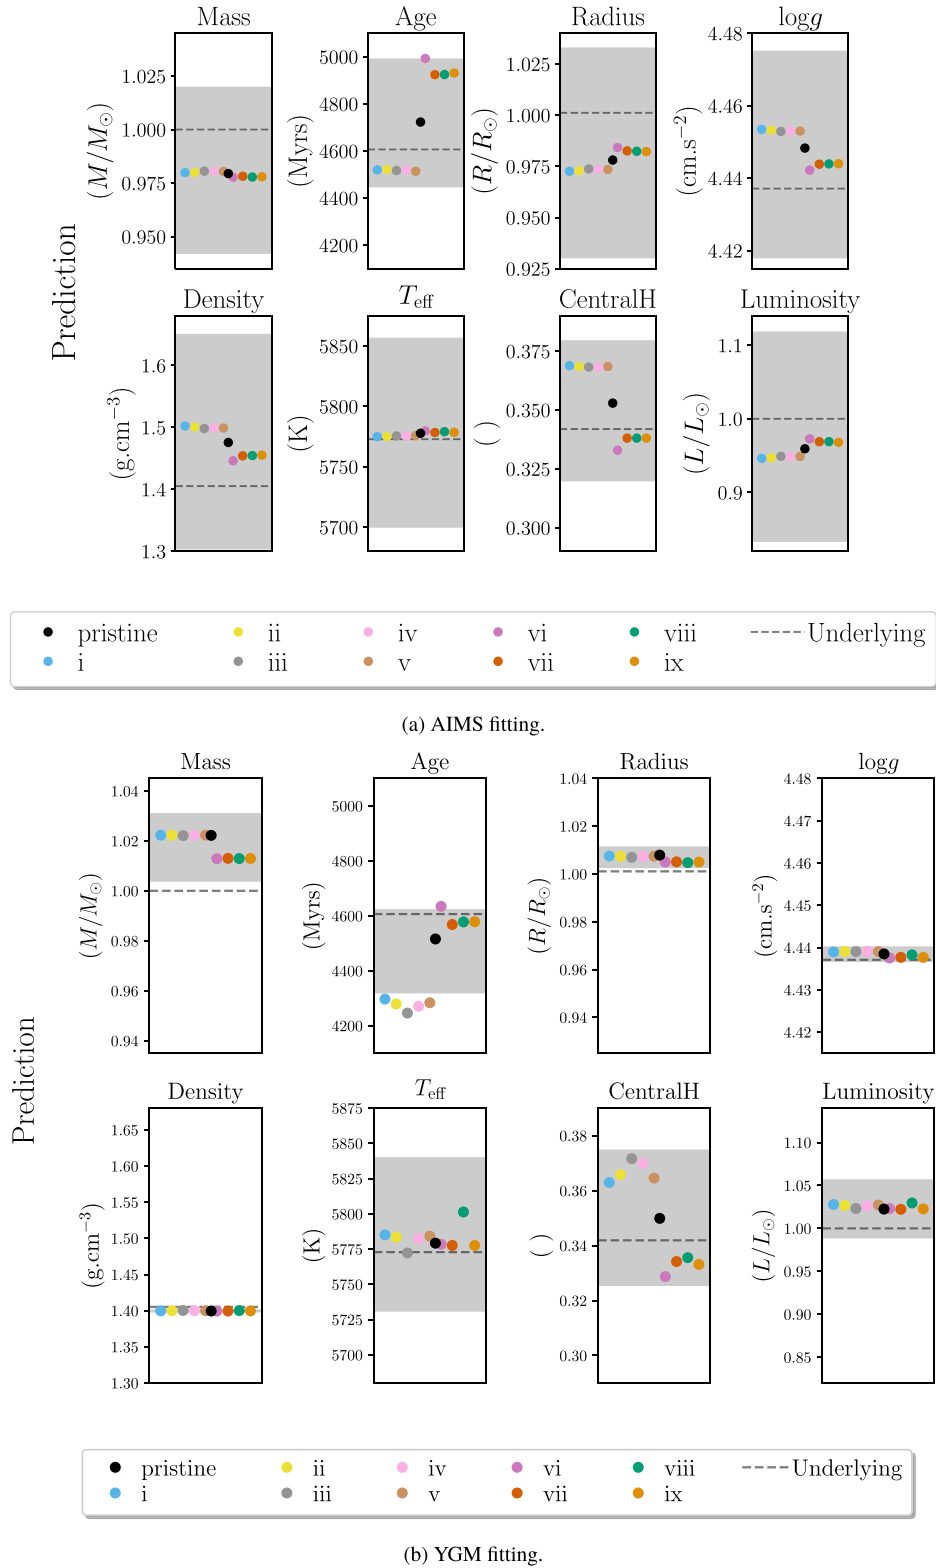 Mass Age Radius logg
1.025 1.000 0.975 0.950
(M/M⊙)
5000 4800 4600 4400 4200
(Myrs)
1.025 1.000 0.975 0.950 0.925
(R/R⊙)
4.48 4.46 4.44 4.42
(cm.s⁻²)
Prediction
Density T_eff CentralH Luminosity
1.6 1.5 1.4 1.3
(g.cm⁻³)
5850 5800 5750 5700
(K)
0.375 0.350 0.325 0.300
()
1.1 1.0 0.9
(L/L⊙)
pristine ii iv vi viii Underlying
i iii v vii ix
(a) AIMS fitting.
Mass Age Radius logg
1.04 1.02 1.00 0.98 0.96 0.94
(M/M⊙)
5000 4800 4600 4400 4200
(Myrs)
1.04 1.02 1.00 0.98 0.96 0.94
(R/R⊙)
4.48 4.47 4.46 4.45 4.44 4.43 4.42
(cm.s⁻²)
Prediction
Density T_eff CentralH Luminosity
1.65 1.60 1.55 1.50 1.45 1.40 1.35 1.30
(g.cm⁻³)
5875 5850 5825 5800 5775 5750 5725 5700
(K)
0.38 0.36 0.34 0.32 0.30
()
1.10 1.05 1.00 0.95 0.90 0.85
(L/L⊙)
pristine ii iv vi viii Underlying
i iii v vii ix
(b) YGM fitting.